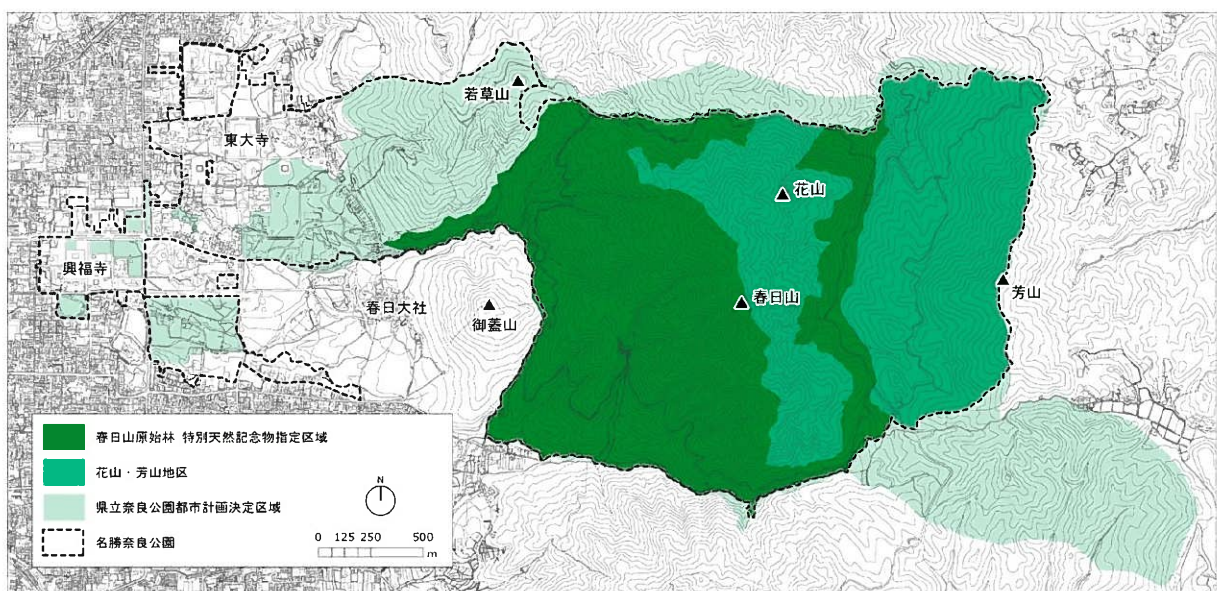 若草山
東大寺
花山
興福寺
芳山
春日山
春日大社
御蓋山
春日山原始林 特別天然記念物指定区域
花山・芳山地区
県立奈良公園都市計画決定区域
名勝奈良公園
N
0 125 250 500
m